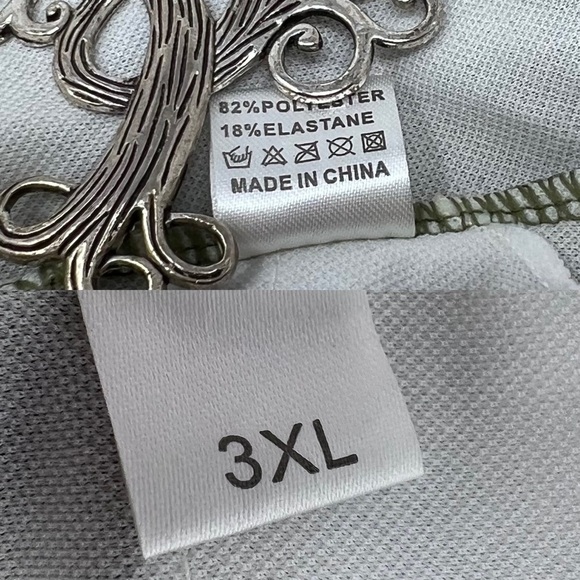 82%POLYESTER
18%ELASTANE
MADE IN CHINA
3XL